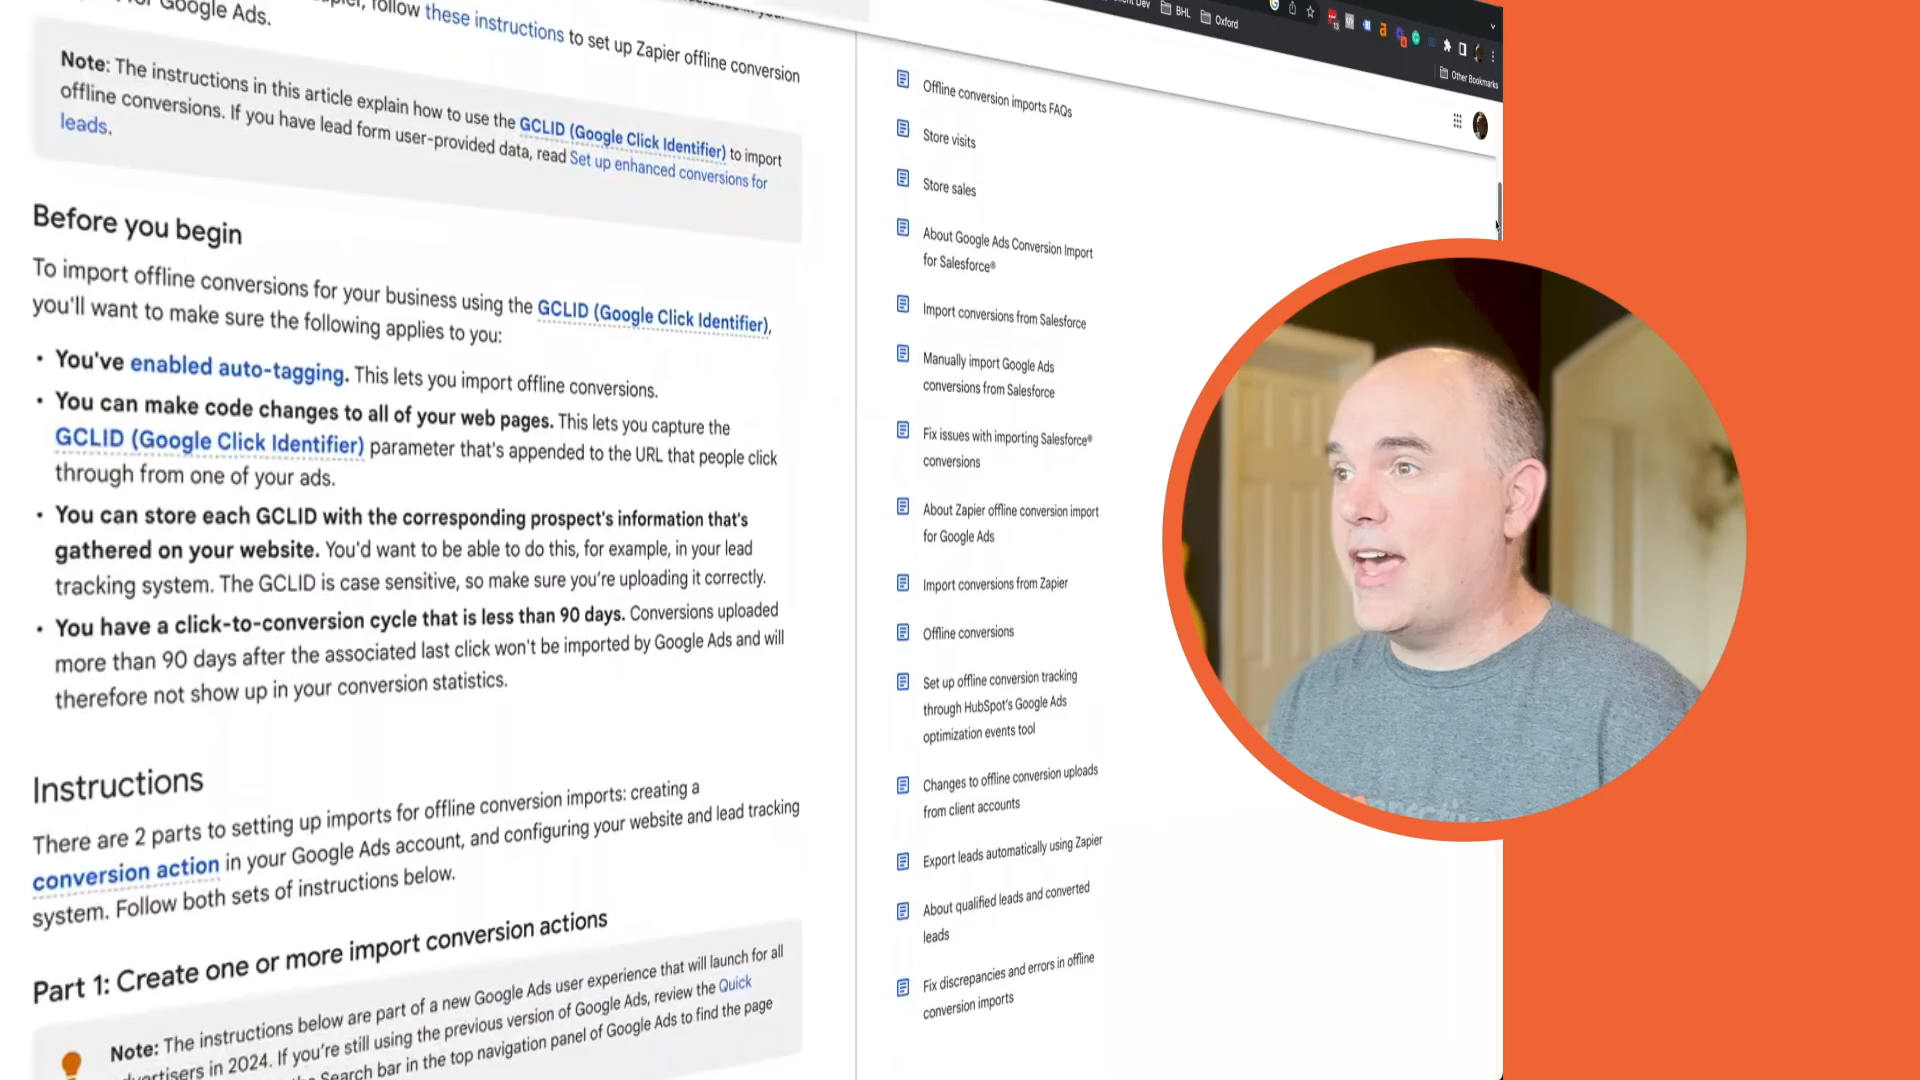 for Google Ads.
follow these instructions to set up Zapier offline conversion
Note: The instructions in this article explain how to use the GCLID (Google Click Identifier) to import
offline conversions. If you have lead form user-provided data, read Set up enhanced conversions for
leads.
Before you begin
To import offline conversions for your business using the GCLID (Google Click Identifier),
you'll want to make sure the following applies to you:
• You've enabled auto-tagging. This lets you import offline conversions.
• You can make code changes to all of your web pages. This lets you capture the
GCLID (Google Click Identifier) parameter that's appended to the URL that people click
through from one of your ads.
• You can store each GCLID with the corresponding prospect's information that's
gathered on your website. You'd want to be able to do this, for example, in your lead
tracking system. The GCLID is case sensitive, so make sure you're uploading it correctly.
• You have a click-to-conversion cycle that is less than 90 days. Conversions uploaded
more than 90 days after the associated last click won't be imported by Google Ads and will
therefore not show up in your conversion statistics.
Instructions
There are 2 parts to setting up imports for offline conversion imports: creating a
conversion action in your Google Ads account, and configuring your website and lead tracking
system. Follow both sets of instructions below.
Part 1: Create one or more import conversion actions
Note: The instructions below are part of a new Google Ads user experience that will launch for all
advertisers in 2024. If you're still using the previous version of Google Ads, review the Quick
Search bar in the top navigation panel of Google Ads to find the page
Dev
BHL
Oxford
Other Bookmarks
Offline conversion imports FAQs
Store visits
Store sales
About Google Ads Conversion Import
for Salesforce®
Import conversions from Salesforce
Manually import Google Ads
conversions from Salesforce
Fix issues with importing Salesforce®
conversions
About Zapier offline conversion import
for Google Ads
Import conversions from Zapier
Offline conversions
Set up offline conversion tracking
through HubSpot's Google Ads
optimization events tool
Changes to offline conversion uploads
from client accounts
Export leads automatically using Zapier
About qualified leads and converted
leads
Fix discrepancies and errors in offline
conversion imports